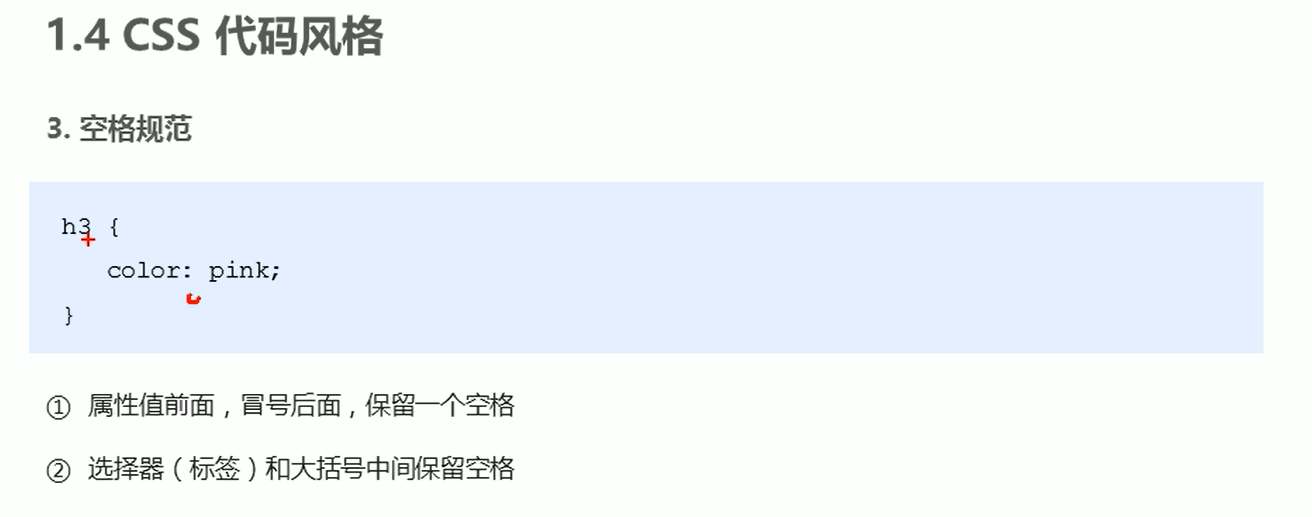 1.4 CSS 代码风格
3. 空格规范
h3 {
color: pink;
}
① 属性值前面，冒号后面，保留一个空格
② 选择器（标签）和大括号中间保留空格